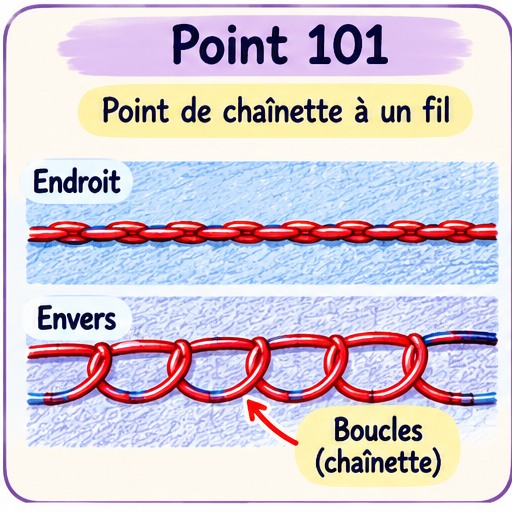 Point 101
Point de chaînette à un fil
Endroit
Envers
Boucles
(chaînette)